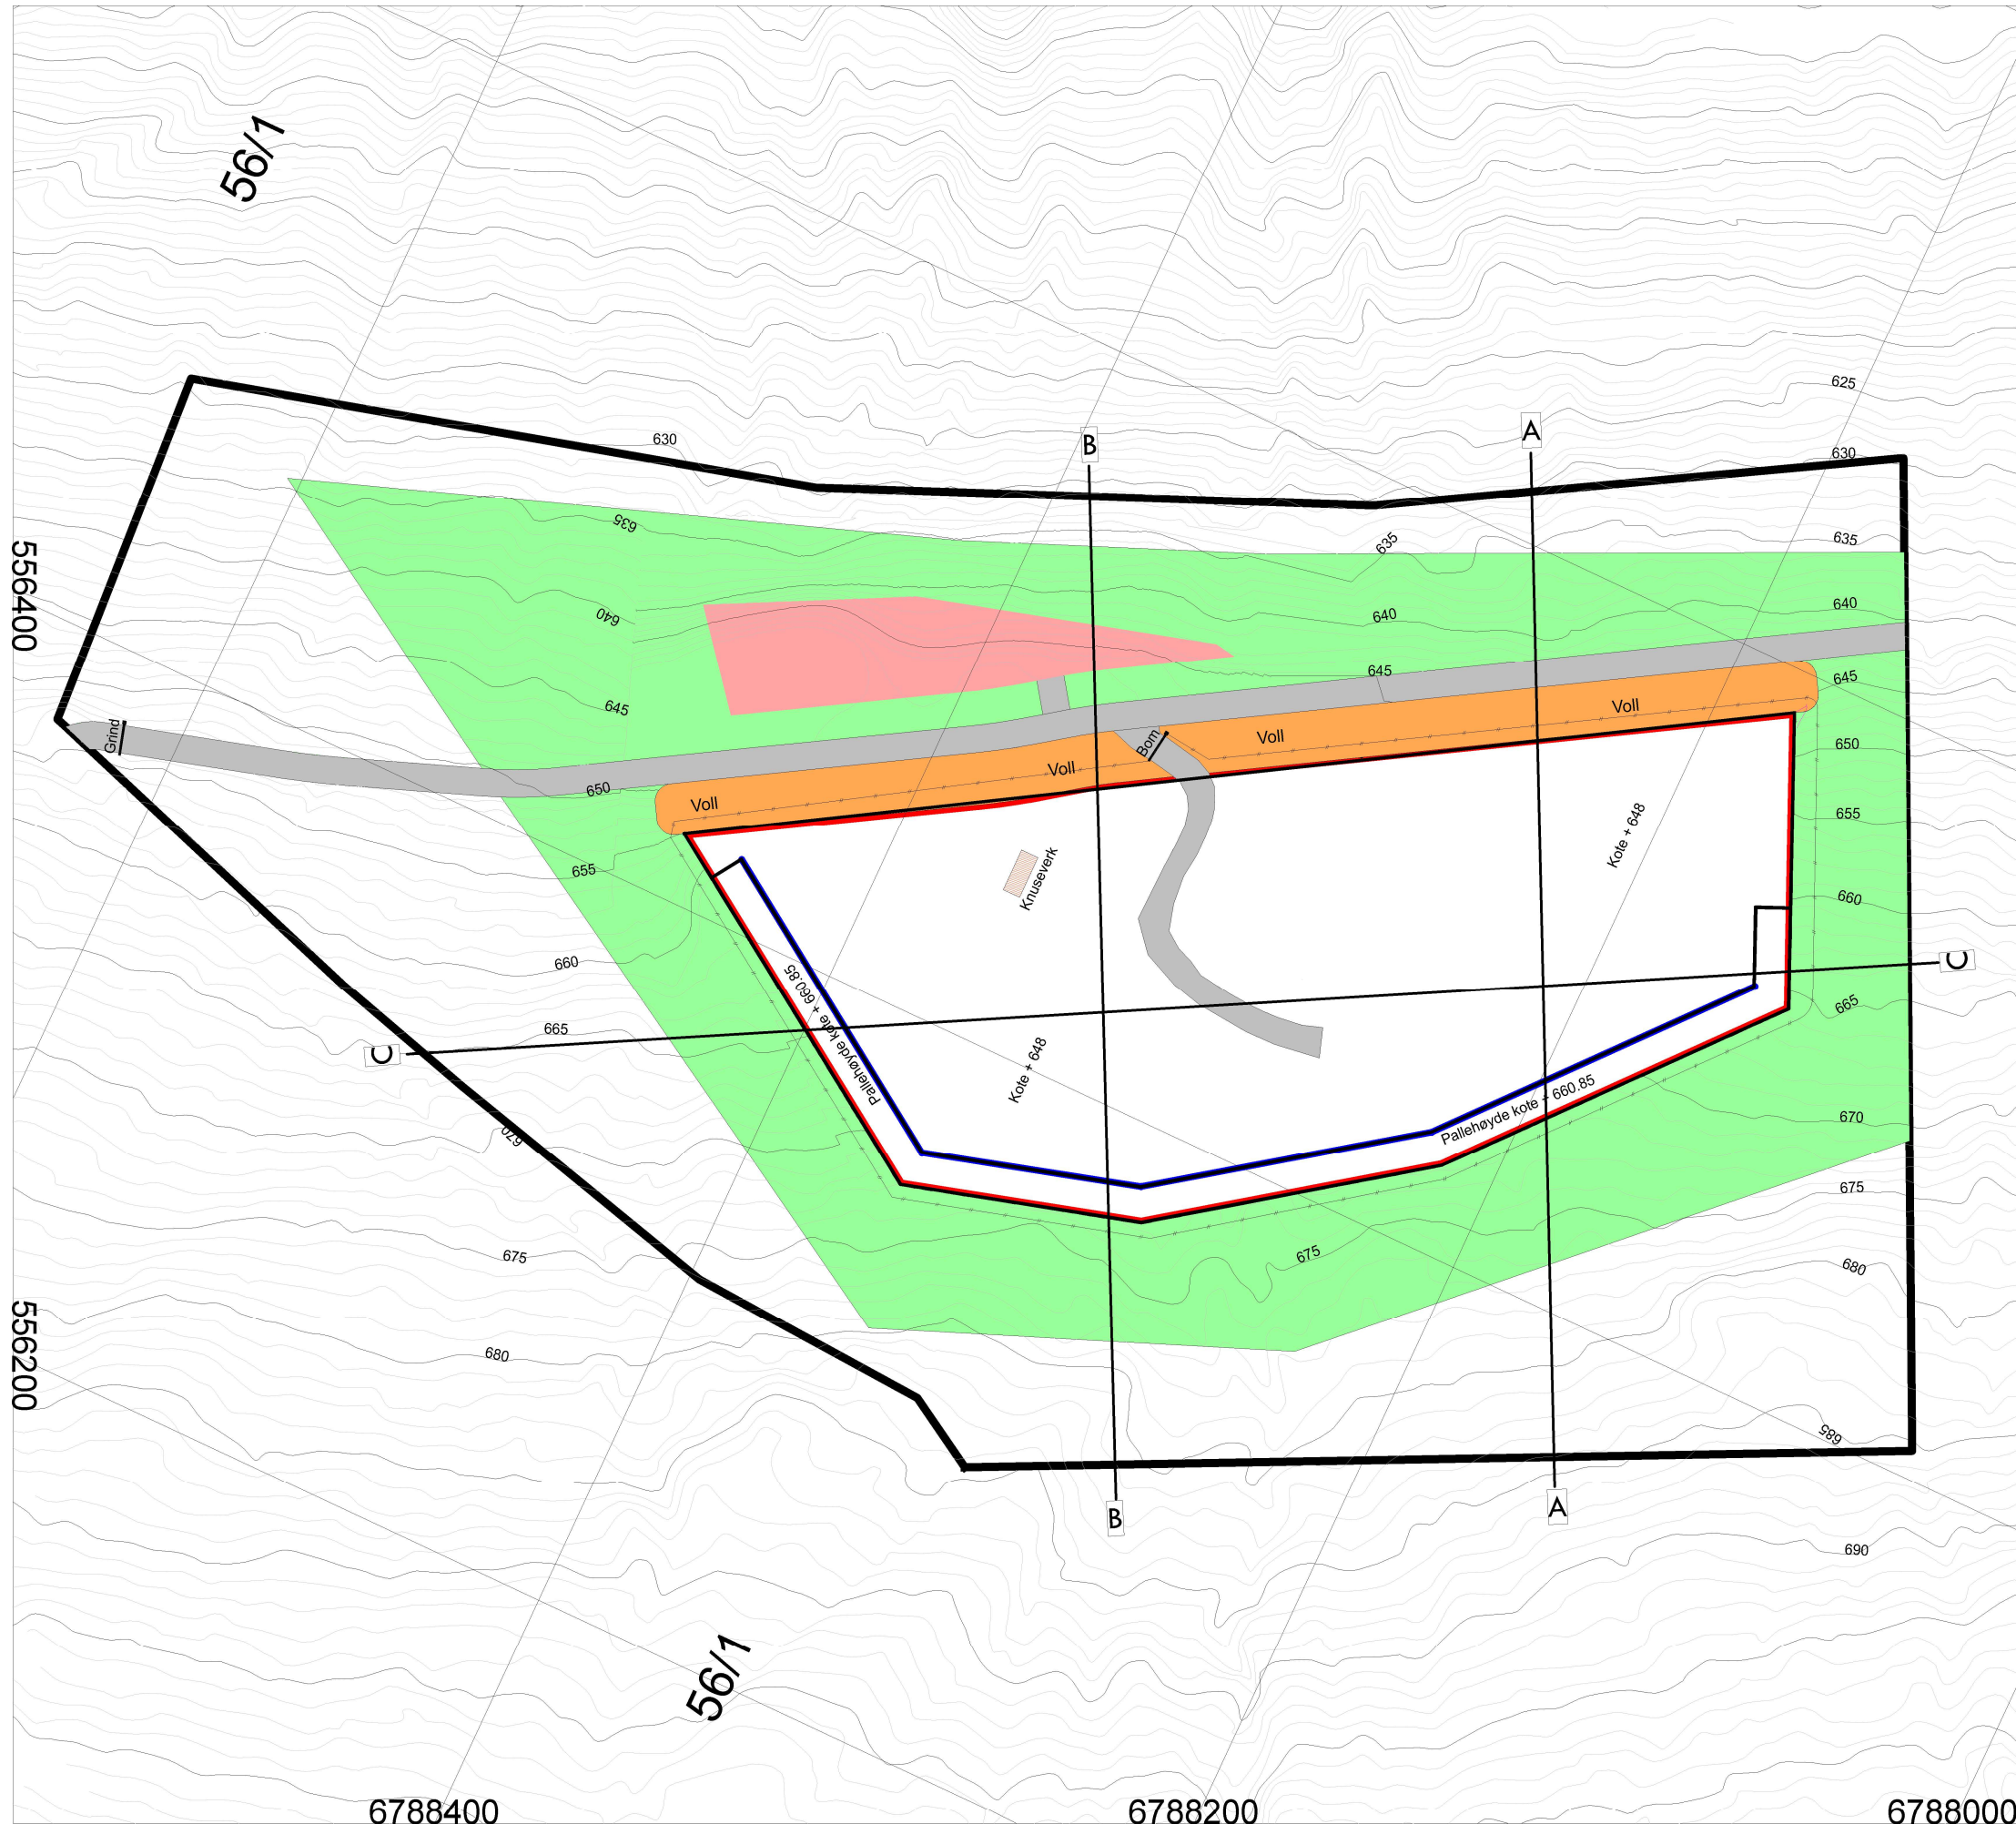 56/1
625
630
B
A
630
635
635
635
556400
640
640
640
645
645
645
Voll
Grind
Bom
Voll
650
Voll
650
Voll
655
Kote + 648
655
Knuseverk
660
660
C
Pallehøyde kote + 660.85
665
665
C
Kote + 648
670
Pallehøyde kote + 660.85
670
675
675
675
680
556200
680
685
B
A
690
56/1
6788400
6788200
6788000